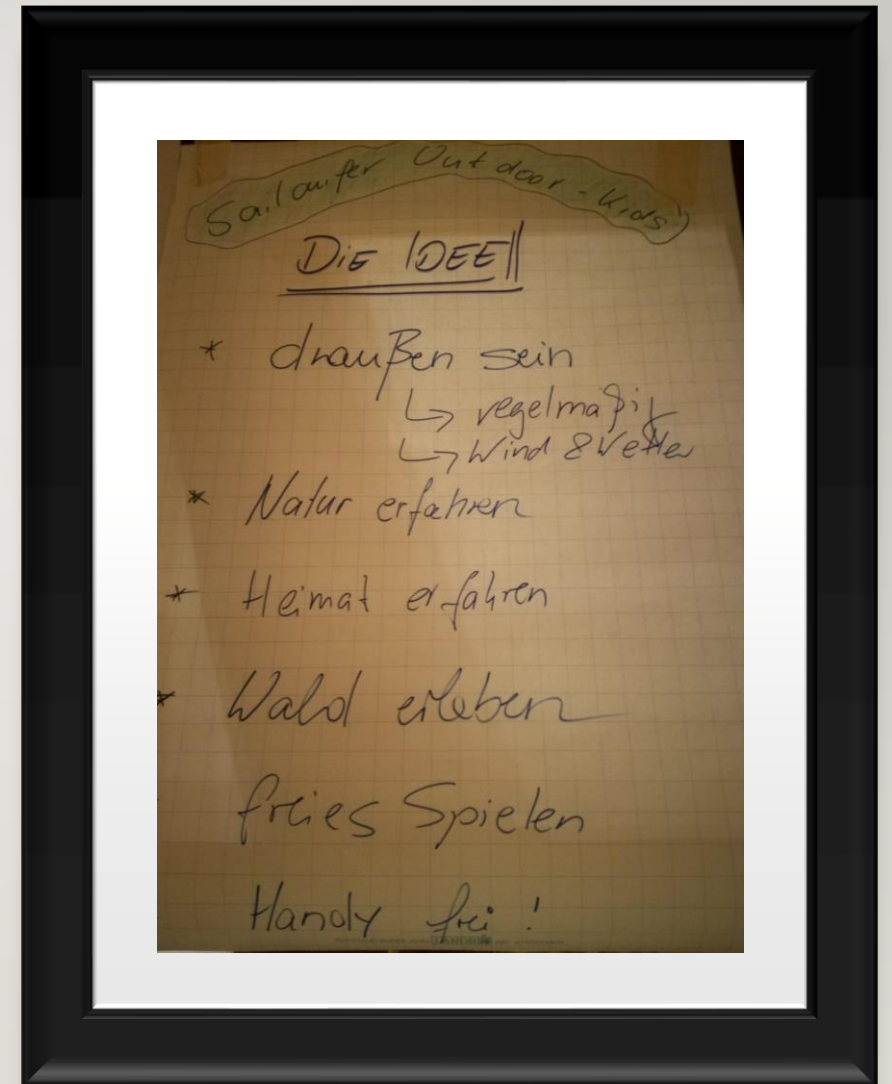 Sailaufer Outdoor-Kids
DiE IDEE
* draußen sein
↳ regelmäßig
↳ Wind & Wetter
* Natur erfahren
* Heimat erfahren
* Wald erleben
freies Spielen
Handy frei !